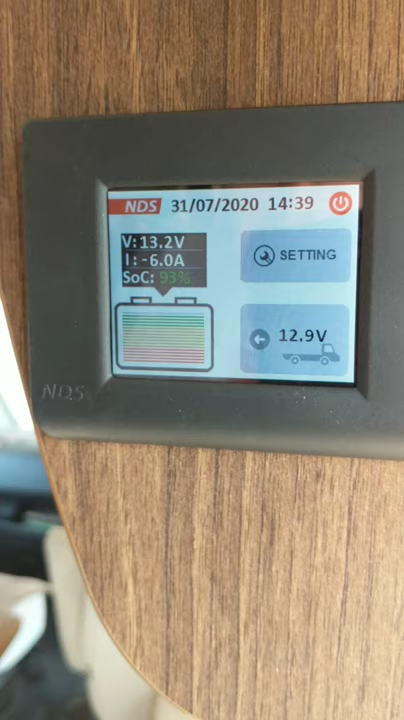 NDS 31/07/2020 14:39
V: 13.2V
I: -6.0A
SoC: 93%
SETTING
12.9V
NDS